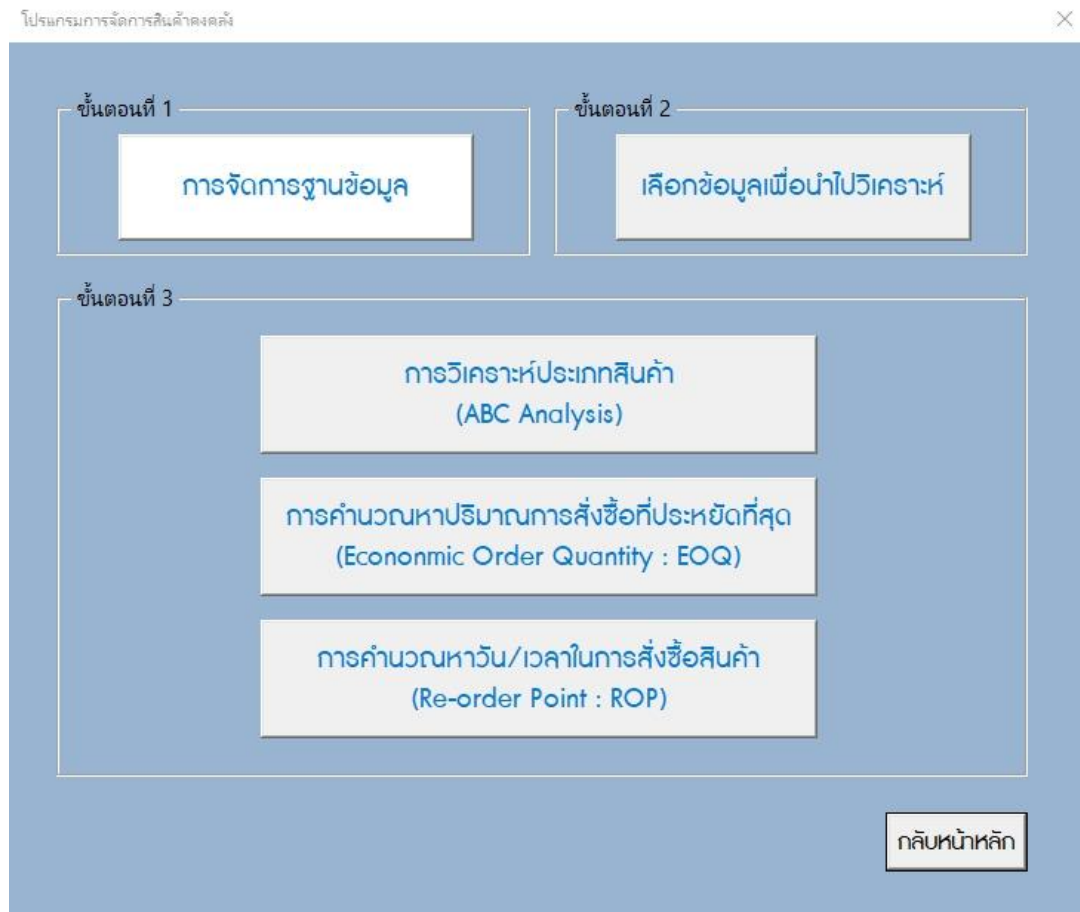 โปรแกรมการจัดการสินค้าคงคลัง
ขั้นตอนที่ 1
การจัดการฐานข้อมูล
ขั้นตอนที่ 2
เลือกข้อมูลเพื่อนำไปวิเคราะห์
ขั้นตอนที่ 3
การวิเคราะห์ประเภทสินค้า
(ABC Analysis)
การคำนวณหาปริมาณการสั่งซื้อที่ประหยัดที่สุด
(Econonmic Order Quantity : EOQ)
การคำนวณหาวัน/เวลาในการสั่งซื้อสินค้า
(Re-order Point : ROP)
กลับหน้าหลัก